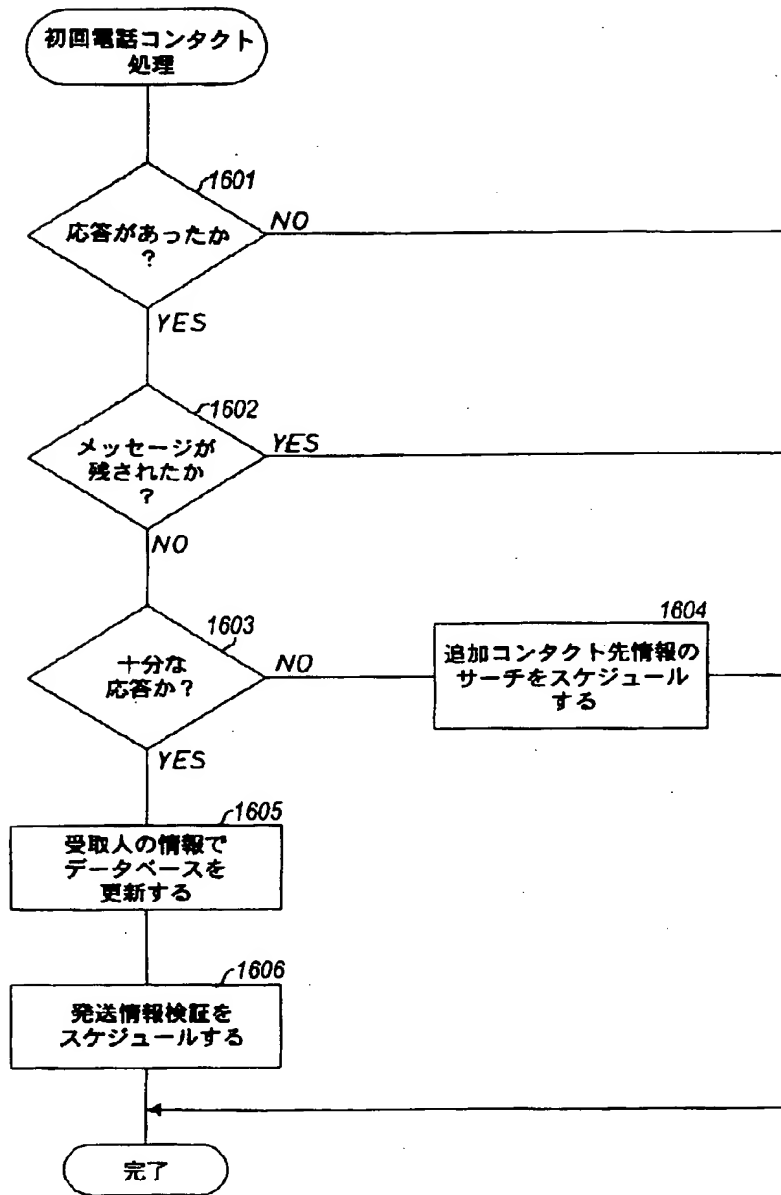 初回電話コンタクト
処理
1601
応答があったか
?
NO
YES
1602
メッセージが
残されたか
?
YES
NO
1603
十分な
応答か?
NO
YES
1604
追加コンタクト先情報の
サーチをスケジュール
する
1605
受取人の情報で
データベースを
更新する
1606
発送情報検証を
スケジュールする
完了